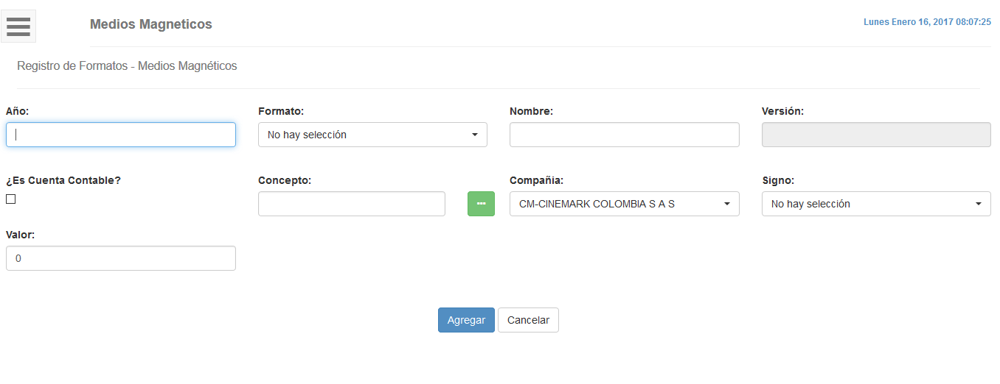 Medios Magneticos
Lunes Enero 16, 2017 08:07:25
Registro de Formatos - Medios Magnéticos
Año: Formato: Nombre: Versión:
No hay selección
¿Es Cuenta Contable? Concepto: Compañia: Signo:
CM-CINEMARK COLOMBIA S A S No hay selección
Valor:
0
Agregar Cancelar